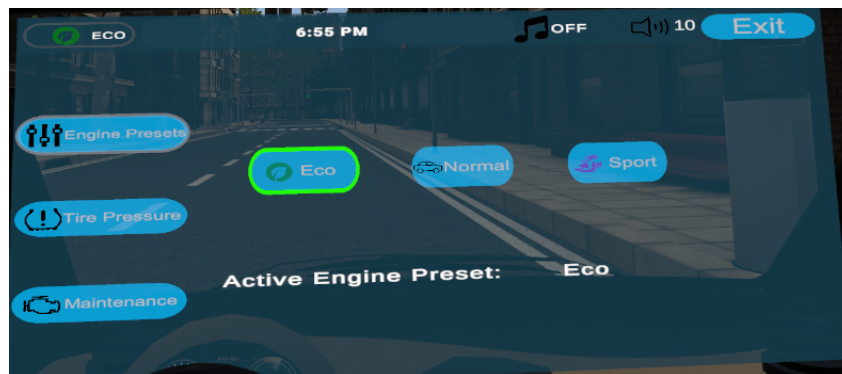 ECO
6:55 PM
OFF
10
Exit
Engine Presets
Eco
Normal
Sport
Tire Pressure
Active Engine Preset: Eco
Maintenance